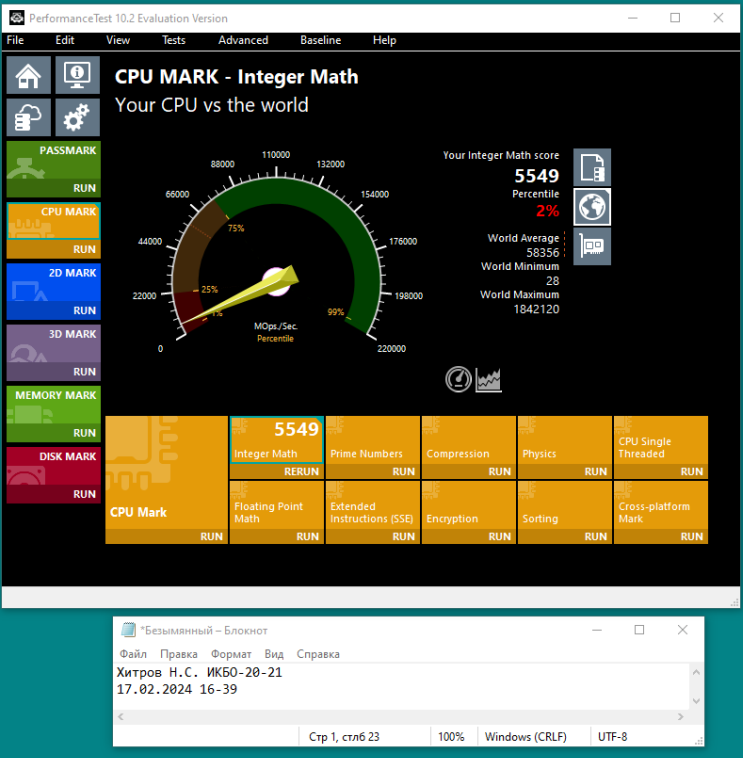 PerformanceTest 10.2 Evaluation Version
File Edit View Tests Advanced Baseline Help
CPU MARK - Integer Math
Your CPU vs the world
PASSMARK
RUN
CPU MARK
RUN
2D MARK
RUN
3D MARK
RUN
MEMORY MARK
RUN
DISK MARK
RUN
0
22000
44000
66000
88000
110000
132000
154000
176000
198000
220000
1%
25%
75%
99%
MOps./Sec.
Percentile
Your Integer Math score
5549
Percentile
2%
World Average
58356
World Minimum
28
World Maximum
1842120
CPU Mark
RUN
5549
Integer Math
RERUN
Prime Numbers
RUN
Compression
RUN
Physics
RUN
CPU Single
Threaded
RUN
Floating Point
Math
RUN
Extended
Instructions (SSE)
RUN
Encryption
RUN
Sorting
RUN
Cross-platform
Mark
RUN
*Безымянный – Блокнот
Файл Правка Формат Вид Справка
Хитров Н.С. ИКБО-20-21
17.02.2024 16-39
Стр 1, стлб 23 100% Windows (CRLF) UTF-8